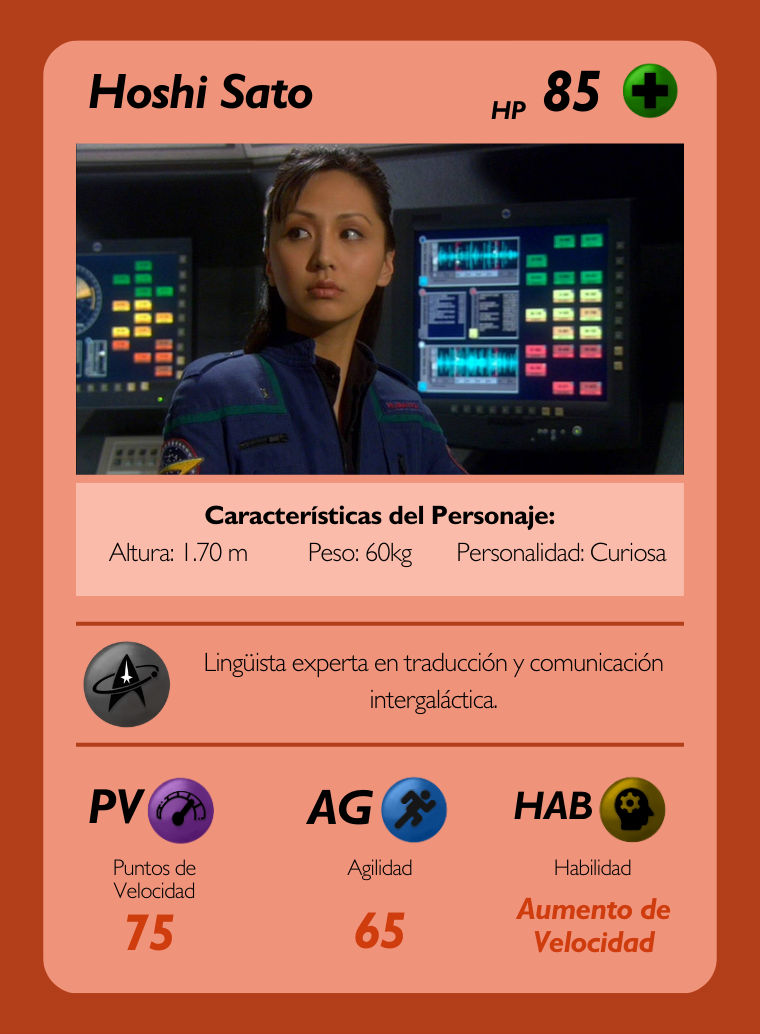 Hoshi Sato
HP 85
Características del Personaje:
Altura: 1.70 m Peso: 60kg Personalidad: Curiosa
Lingüista experta en traducción y comunicación
intergaláctica.
PV AG HAB
Puntos de
Velocidad
75
Agilidad
65
Habilidad
Aumento de
Velocidad